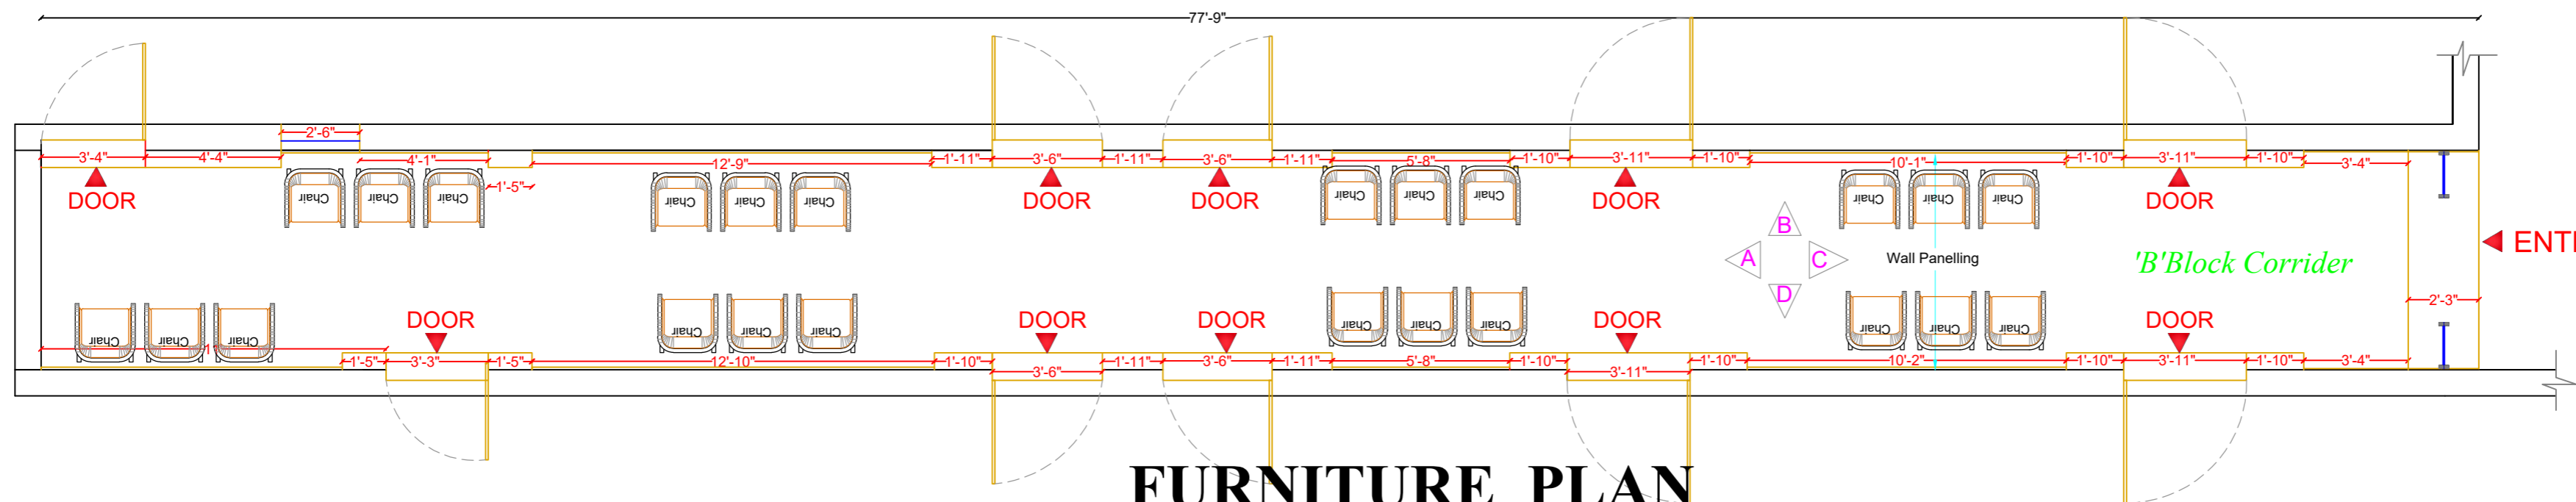 77'-9"
2'-6"
3'-4" 4'-4" 4'-1" 12'-9" 1'-11" 3'-6" 1'-11" 3'-6" 1'-11" 5'-8" 1'-10" 3'-11" 1'-10" 10'-1" 1'-10" 3'-11" 1'-10" 3'-4"
1'-5"
DOOR Chair Chair Chair Chair Chair Chair DOOR DOOR Chair Chair Chair DOOR Chair Chair Chair DOOR
B
A C Wall Panelling 'B'Block Corrider
D
2'-3"
DOOR DOOR DOOR DOOR DOOR
Chair Chair Chair Chair Chair Chair Chair Chair Chair Chair Chair Chair
1'-5" 3'-3" 1'-5" 12'-10" 1'-10" 1'-11" 3'-6" 1'-11" 5'-8" 1'-10" 1'-10" 10'-2" 1'-10" 3'-11" 1'-10" 3'-4"
3'-6" 3'-11"
FURNITURE PLAN